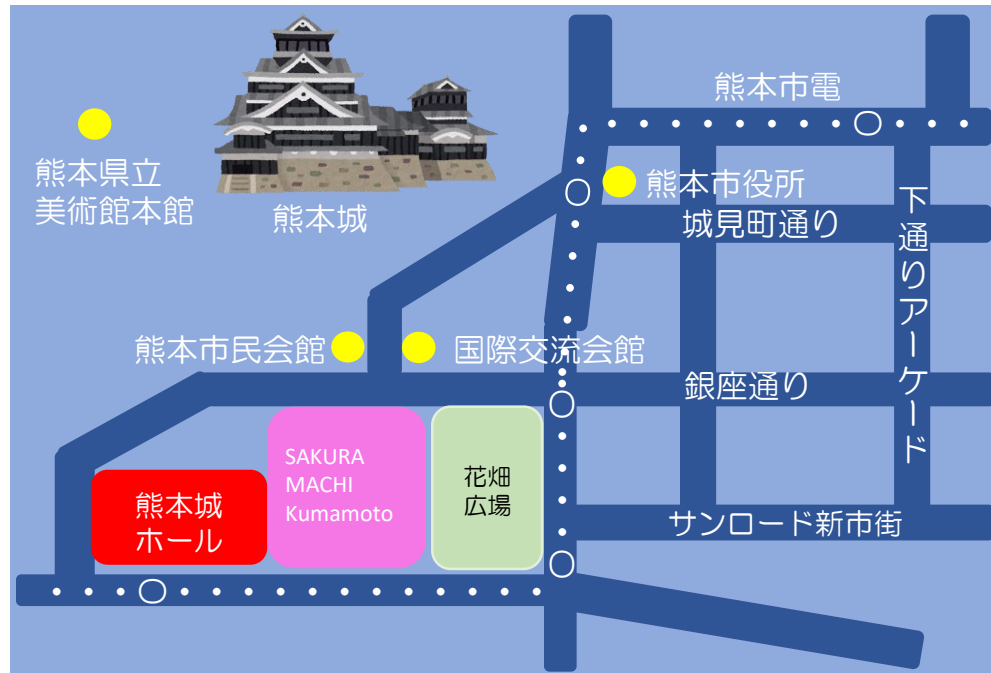 熊本市電
熊本県立
美術館本館
熊本城
熊本市役所
城見町通り
下通りアーケード
熊本市民会館
国際交流会館
銀座通り
SAKURA
MACHI
Kumamoto
花畑
広場
熊本城
ホール
サンロード新市街